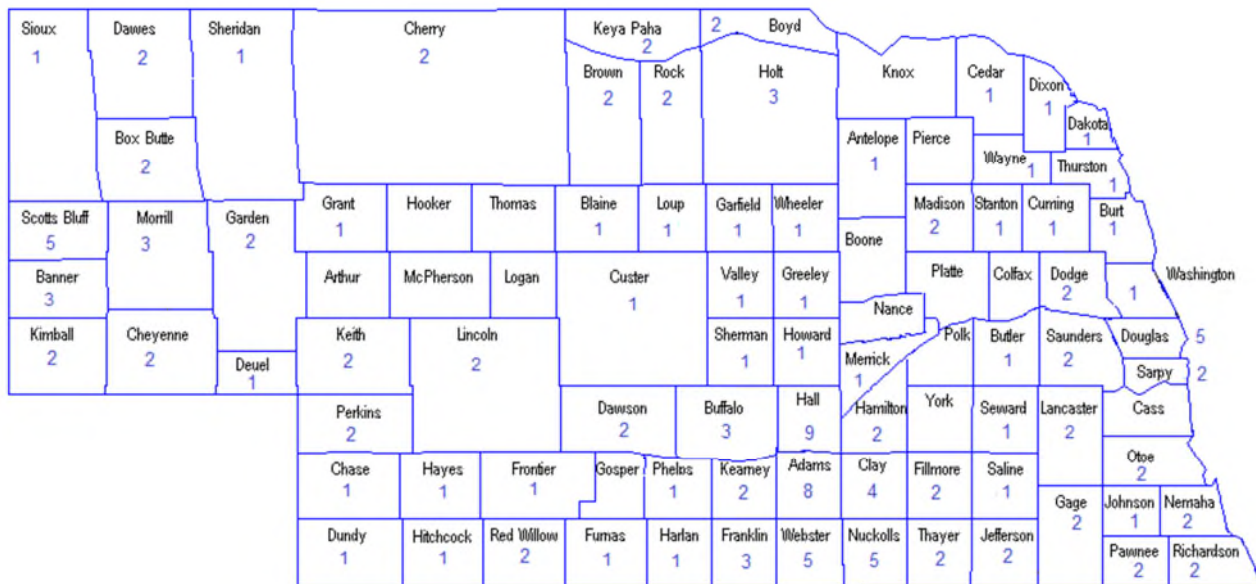 Sioux Dawes Sheridan Cherry Keya Paha 2 Boyd
1 2 1 2 2
Brown Rock Holt Knox Cedar Dixon
2 2 3 1 1
Box Butte Antelope Pierce Dakota
2 1 1
Wayne Thurston
1 1
Scotts Bluff Morrill Garden Grant Hooker Thomas Blaine Loup Garfield Wheeler Madison Stanton Cuming Burt
5 3 2 1 1 1 1 1 2 1 1 1
Boone
Banner Arthur McPherson Logan Custer Valley Greeley Platte Colfax Dodge Washington
3 1 1 1 2 1
Nance
Kimball Cheyenne Keith Lincoln Sherman Howard Polk Butler Saunders Douglas 5
2 2 2 2 1 1 1 2
Deuel Merrick Sarpy 2
1 1
Perkins Dawson Buffalo Hall Hamilton York Seward Lancaster Cass
2 2 3 9 2 1 2
Chase Hayes Frontier Gosper Phelps Kearney Adams Clay Fillmore Saline Otoe
1 1 1 1 2 8 4 2 1 2
Gage Johnson Nemaha
2 1 2
Dundy Hitchcock Red Willow Furnas Harlan Franklin Webster Nuckolls Thayer Jefferson Pawnee Richardson
1 1 2 1 1 3 5 5 2 2 2 2